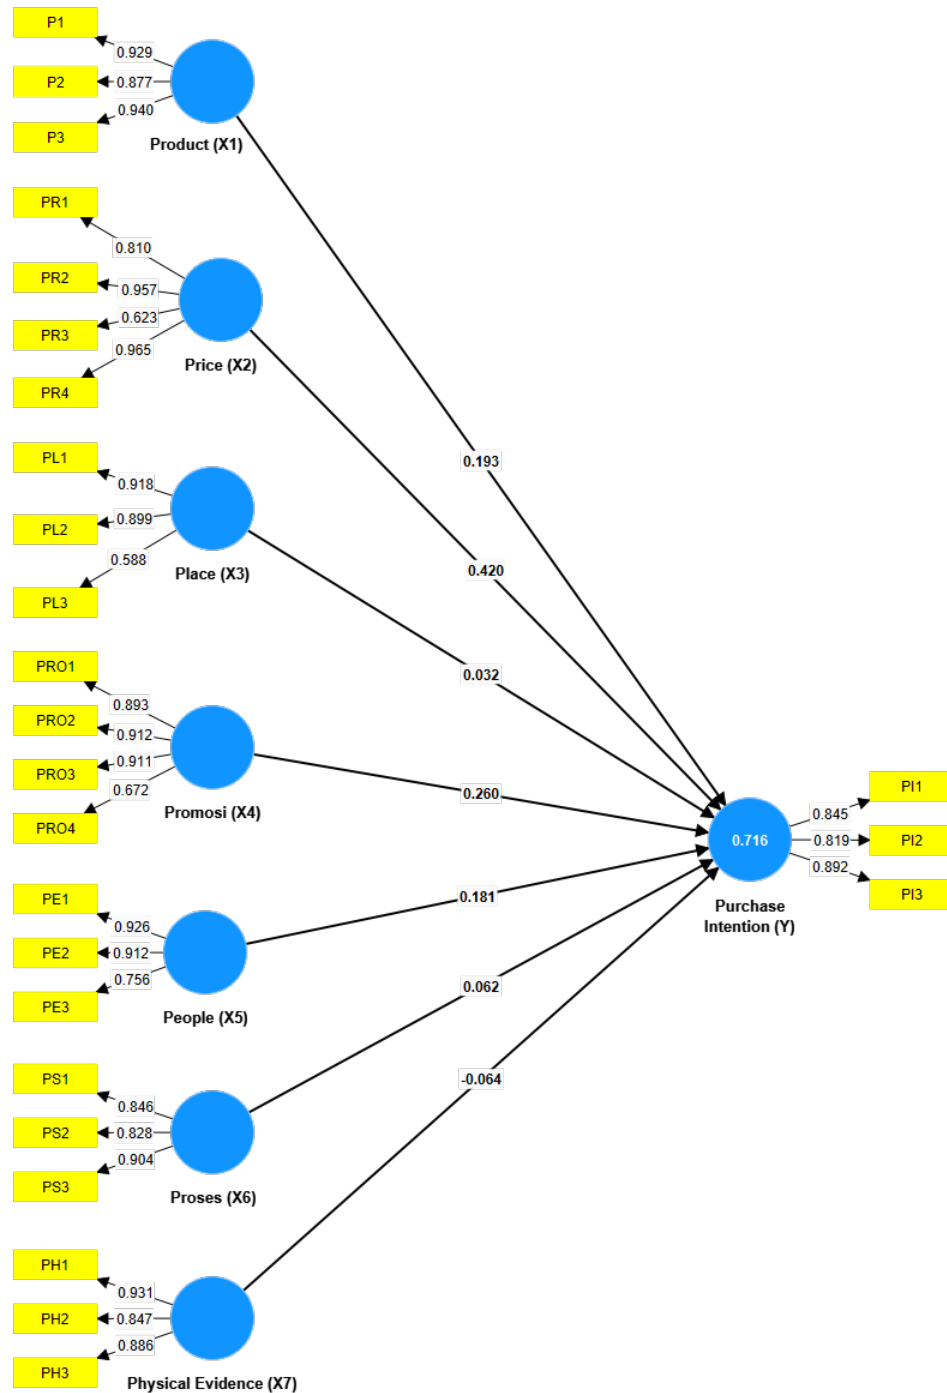 P1
0.929
P2
0.877
0.940
P3
Product (X1)
PR1
0.810
PR2
0.957
0.623
PR3
0.965
Price (X2)
PR4
0.193
PL1
0.918
0.899
PL2
0.588
Place (X3)
0.420
PL3
PRO1
0.032
0.893
PRO2
0.912
0.911
PRO3
0.672
0.260
Promosi (X4)
PRO4
PI1
0.845
0.716
0.819
PI2
0.892
PI3
Purchase
Intention (Y)
PE1
0.181
0.926
0.912
PE2
0.756
PE3
People (X5)
0.062
PS1
-0.064
0.846
0.828
PS2
0.904
PS3
Proses (X6)
PH1
0.931
0.847
PH2
0.886
PH3
Physical Evidence (X7)